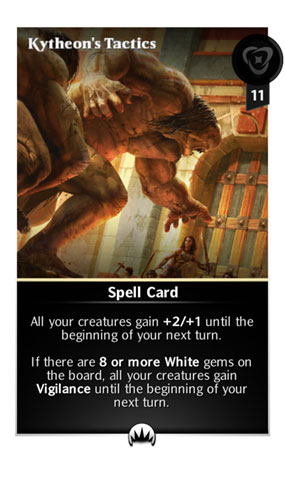 Kytheon's Tactics
11
Spell Card
All your creatures gain +2/+1 until the
beginning of your next turn.
If there are 8 or more White gems on
the board, all your creatures gain
Vigilance until the beginning of your
next turn.